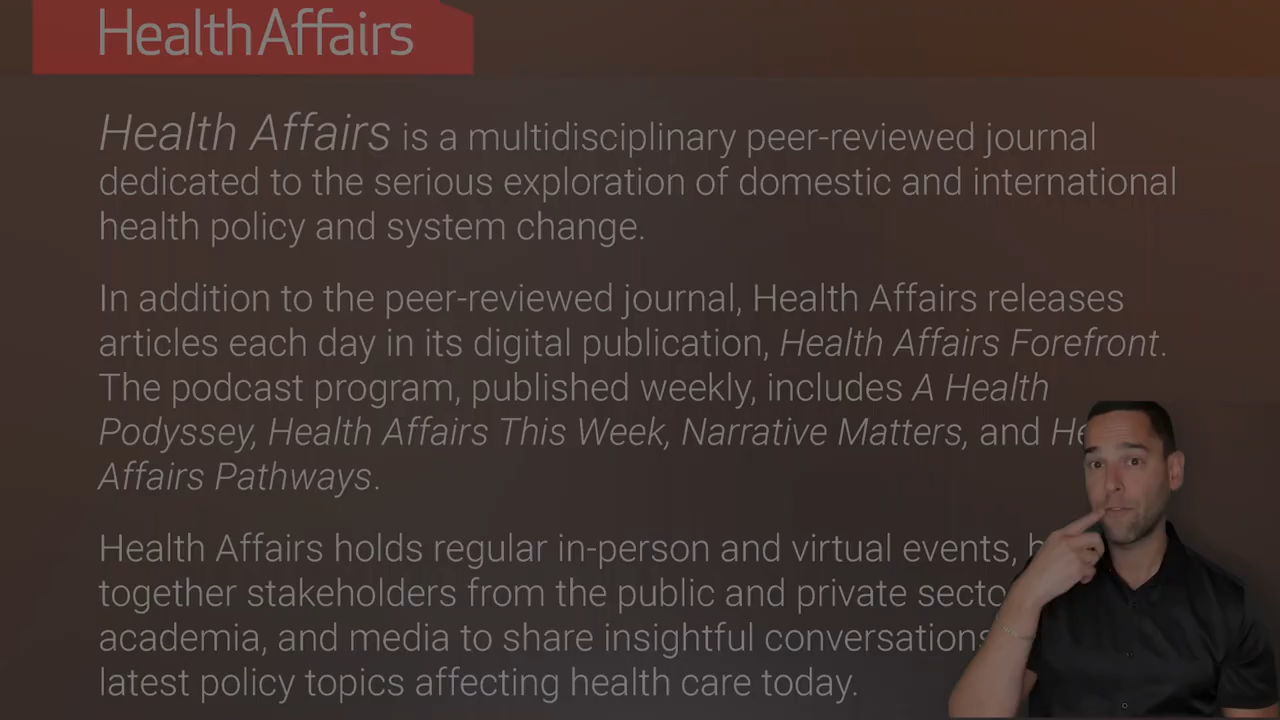 HealthAffairs
Health Affairs is a multidisciplinary peer-reviewed journal
dedicated to the serious exploration of domestic and international
health policy and system change.
In addition to the peer-reviewed journal, Health Affairs releases
articles each day in its digital publication, Health Affairs Forefront.
The podcast program, published weekly, includes A Health
Podyssey, Health Affairs This Week, Narrative Matters, and
Affairs Pathways.
Health Affairs holds regular in-person and virtual events,
together stakeholders from the public and private
academia, and media to share insightful conversations
latest policy topics affecting health care today.